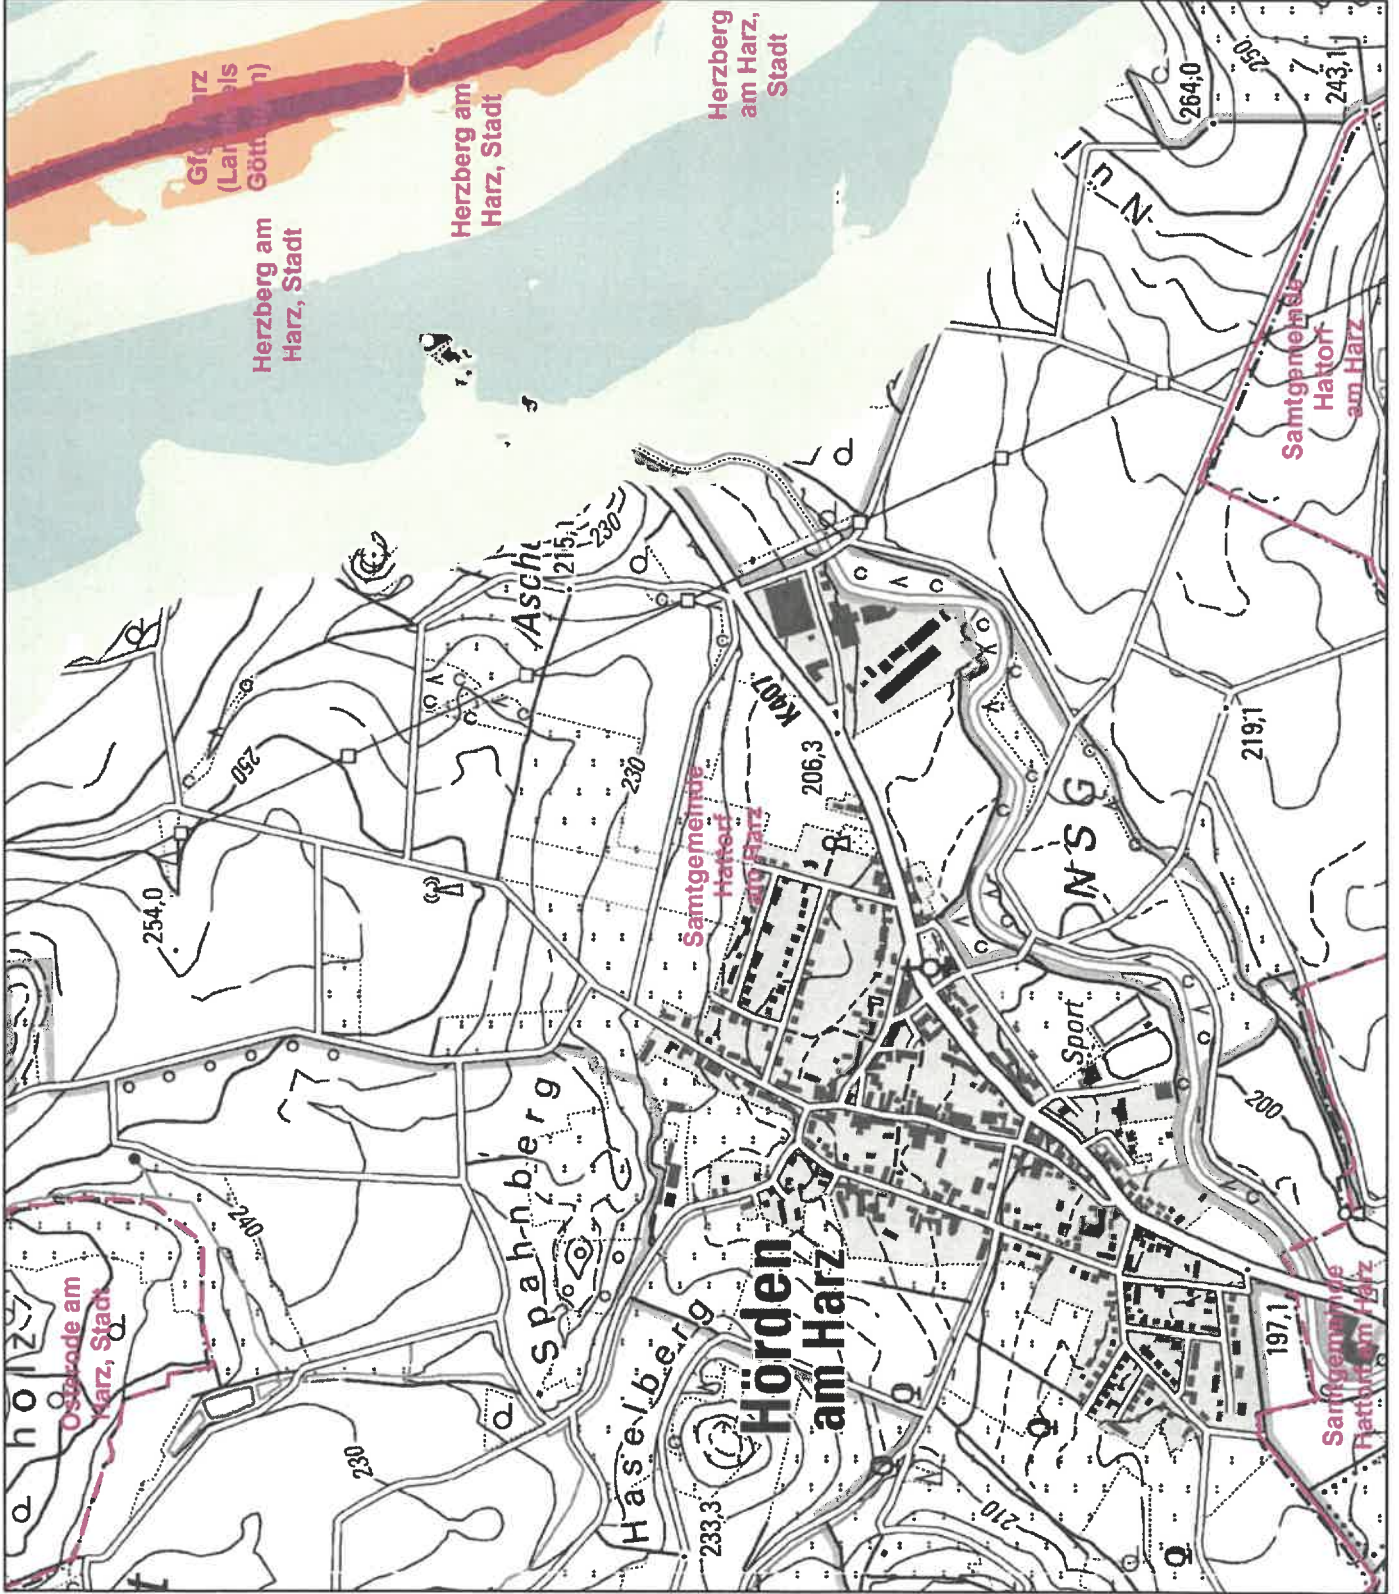 Gfg
(Lan
Herzberg am
Harz, Stadt
Herzberg am
Harz, Stadt
Herzberg
am Harz,
Stadt
264,0
250
243,1
Samtgemeinde
Hattorf
am Harz
215,1
230
254,0
250
230
K407
206,3
Samtgemeinde
Hattorf
am Harz
N S G
219,1
Sport
200
Spahnberg
240
Osterode am
Harz, Stadt
holz
230
Haselberg
233,3
Hörden
am Harz
210
197,1
Samtgemeinde
Hattorf am Harz